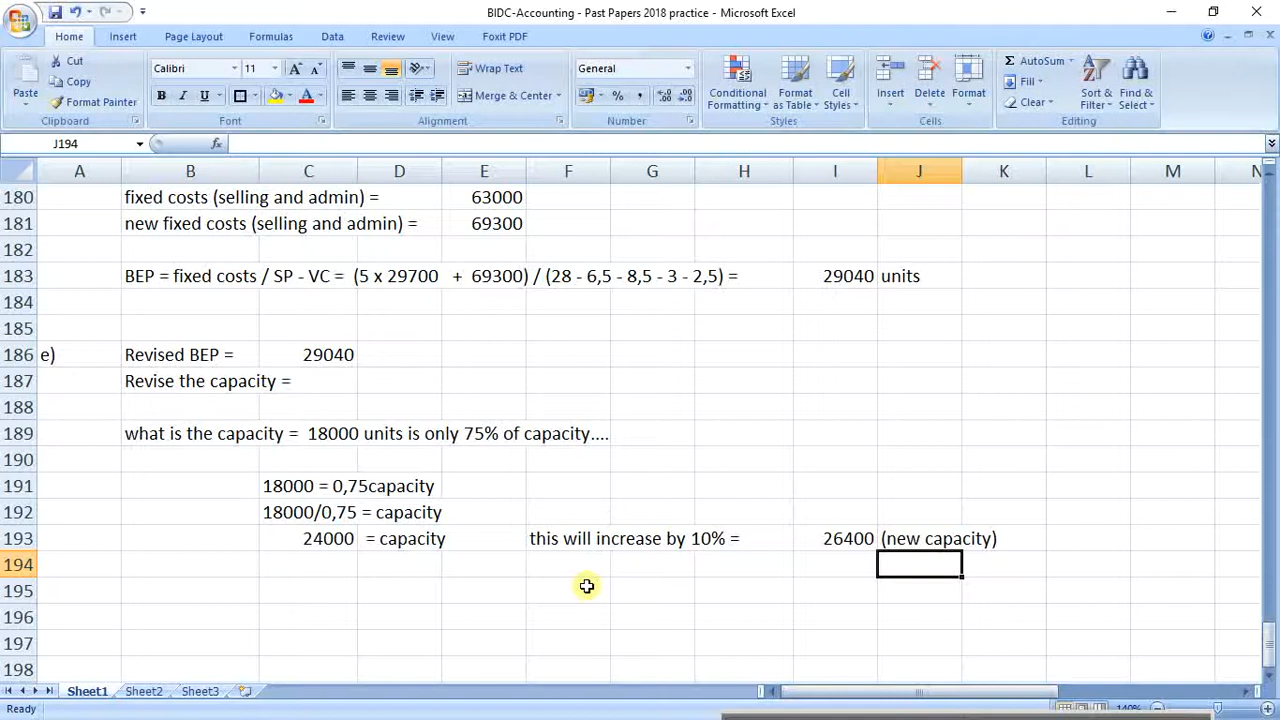 BIDC-Accounting - Past Papers 2018 practice - Microsoft Excel
Home Insert Page Layout Formulas Data Review View Foxit PDF
Cut
Copy
Format Painter
Paste
Clipboard
Calibri 11
B I U A
Font
Wrap Text
Merge & Center
Alignment
General
% ,
Number
Conditional Formatting
Format as Table
Cell Styles
Styles
Insert Delete Format
Cells
Σ AutoSum
Fill
Clear
Sort & Filter
Find & Select
Editing
J194 fx
A B C D E F G H I J K L M N
180 fixed costs (selling and admin) = 63000
181 new fixed costs (selling and admin) = 69300
182
183 BEP = fixed costs / SP - VC = (5 x 29700 + 69300) / (28 - 6,5 - 8,5 - 3 - 2,5) = 29040 units
184
185
186 e) Revised BEP = 29040
187 Revise the capacity =
188
189 what is the capacity = 18000 units is only 75% of capacity....
190
191 18000 = 0,75capacity
192 18000/0,75 = capacity
193 24000 = capacity this will increase by 10% = 26400 (new capacity)
194
195
196
197
198
Sheet1 Sheet2 Sheet3
Ready 140%